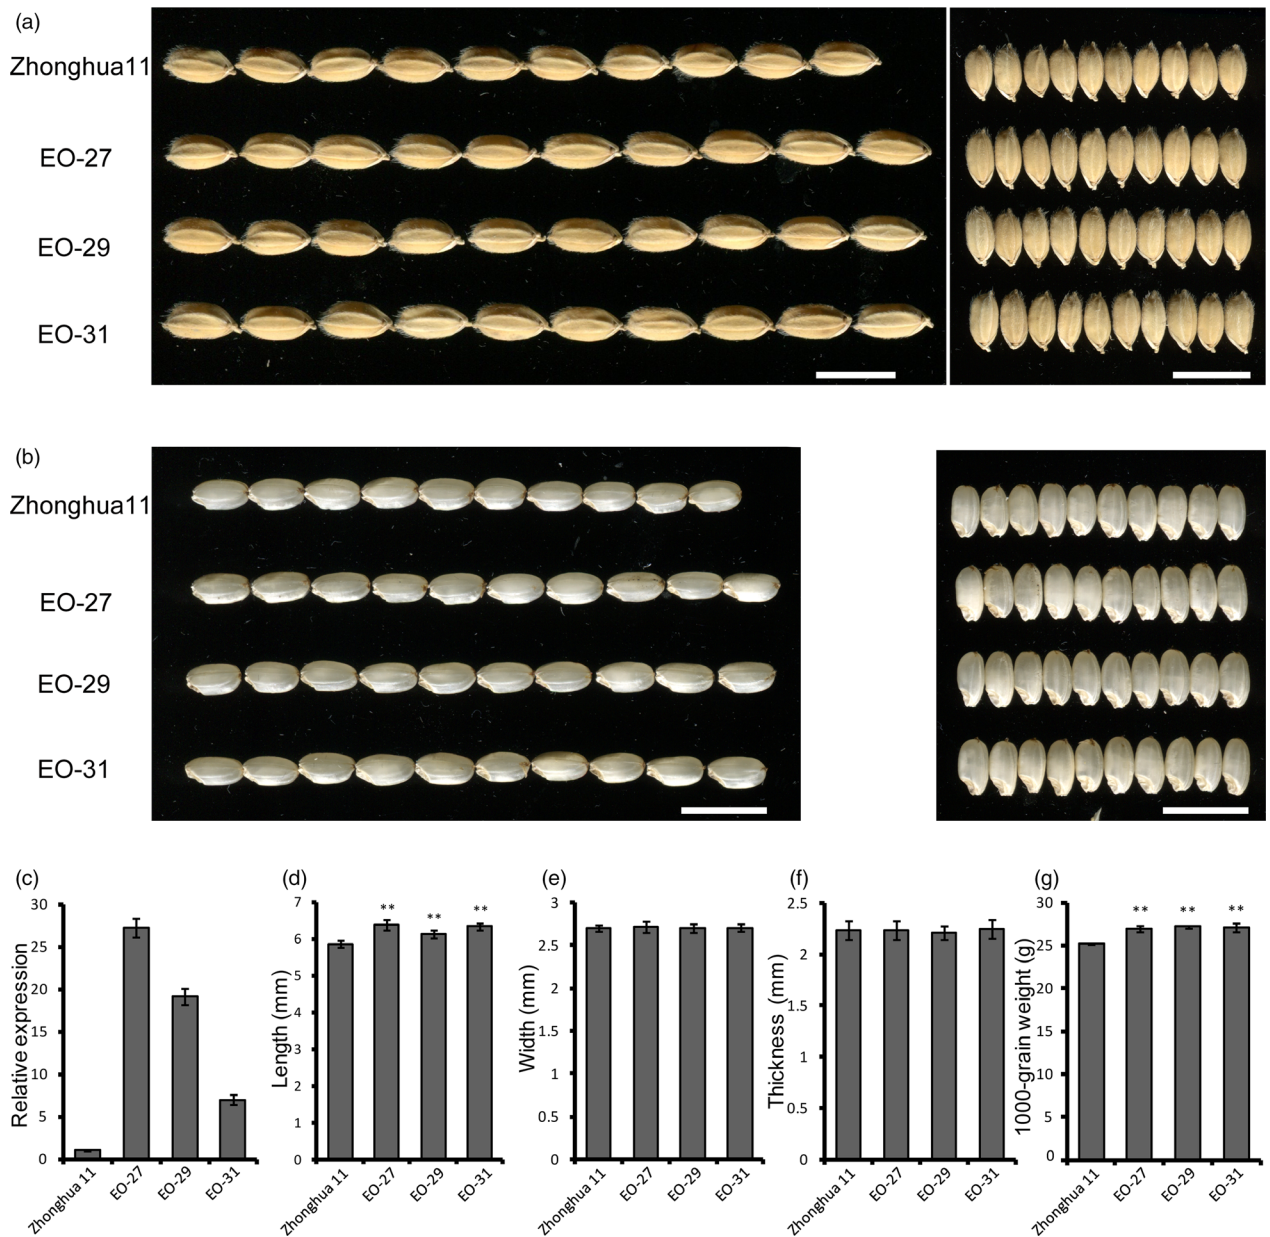 (a)
Zhonghua11
EO-27
EO-29
EO-31
(b)
Zhonghua11
EO-27
EO-29
EO-31
(c)
Relative expression
30
25
20
15
10
5
0
Zhonghua 11
EO-27
EO-29
EO-31
(d)
Length (mm)
7
6
5
4
3
2
1
0
**
**
**
Zhonghua 11
EO-27
EO-29
EO-31
(e)
Width (mm)
3
2.5
2
1.5
1
0.5
0
Zhonghua 11
EO-27
EO-29
EO-31
(f)
Thickness (mm)
2.5
2
1.5
1
0.5
0
Zhonghua 11
EO-27
EO-29
EO-31
(g)
1000-grain weight (g)
30
25
20
15
10
5
0
**
**
**
Zhonghua 11
EO-27
EO-29
EO-31